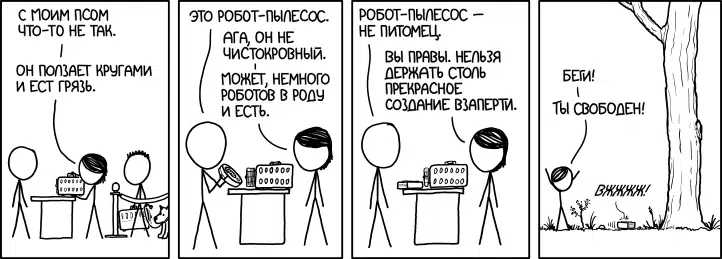 С МОИМ ПСОМ
ЧТО-ТО НЕ ТАК.
ОН ПОЛЗАЕТ КРУГАМИ
И ЕСТ ГРЯЗЬ.
ЭТО РОБОТ-ПЫЛЕСОС.
АГА, ОН НЕ
ЧИСТОКРОВНЫЙ.
МОЖЕТ, НЕМНОГО
РОБОТОВ В РОДУ
И ЕСТЬ.
РОБОТ-ПЫЛЕСОС —
НЕ ПИТОМЕЦ.
ВЫ ПРАВЫ. НЕЛЬЗЯ
ДЕРЖАТЬ СТОЛЬ
ПРЕКРАСНОЕ
СОЗДАНИЕ ВЗАПЕРТИ.
БЕГИ!
ТЫ СВОБОДЕН!
ВЖЖЖЖ!